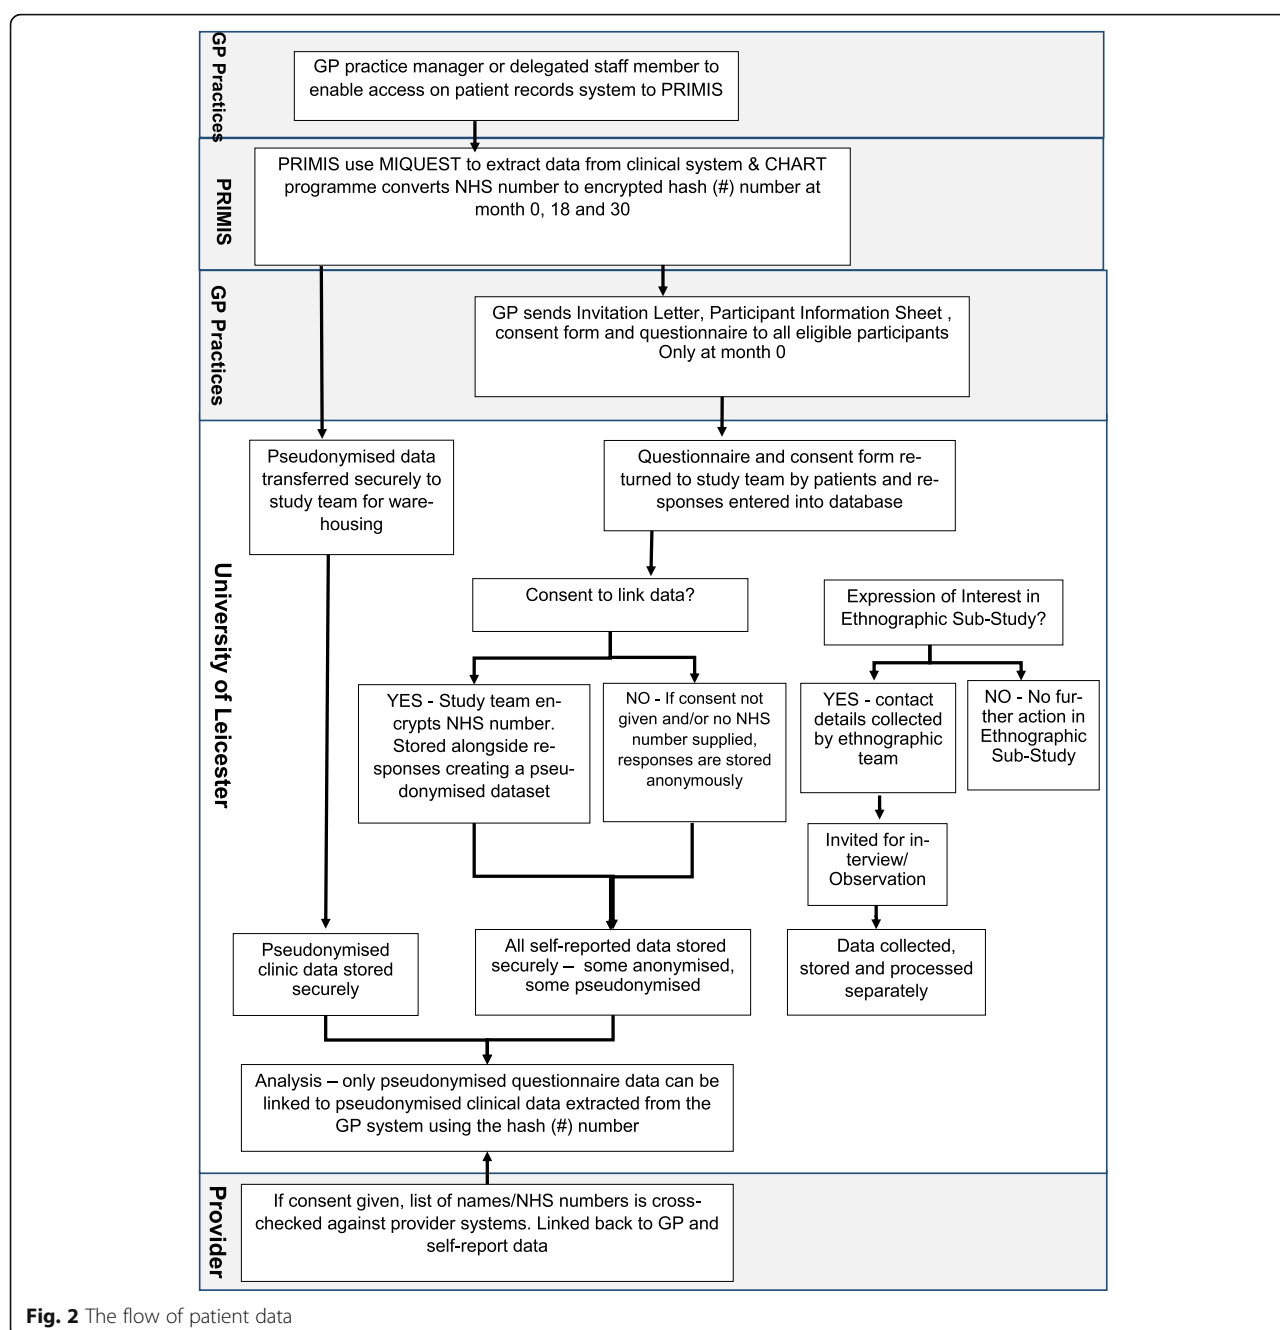 GP Practices
GP practice manager or delegated staff member to
enable access on patient records system to PRIMIS
PRIMIS
PRIMIS use MIQUEST to extract data from clinical system & CHART
programme converts NHS number to encrypted hash (#) number at
month 0, 18 and 30
GP Practices
GP sends Invitation Letter, Participant Information Sheet ,
consent form and questionnaire to all eligible participants
Only at month 0
University of Leicester
Pseudonymised data
transferred securely to
study team for ware-
housing
Questionnaire and consent form re-
turned to study team by patients and re-
sponses entered into database
Consent to link data?
Expression of Interest in
Ethnographic Sub-Study?
YES - Study team en-
crypts NHS number.
Stored alongside re-
sponses creating a pseu-
donymised dataset
NO - If consent not
given and/or no NHS
number supplied,
responses are stored
anonymously
YES - contact
details collected
by ethnographic
team
NO - No fur-
ther action in
Ethnographic
Sub-Study
Invited for in-
terview/
Observation
Pseudonymised
clinic data stored
securely
All self-reported data stored
securely – some anonymised,
some pseudonymised
Data collected,
stored and processed
separately
Analysis – only pseudonymised questionnaire data can be
linked to pseudonymised clinical data extracted from the
GP system using the hash (#) number
Provider
If consent given, list of names/NHS numbers is cross-
checked against provider systems. Linked back to GP and
self-report data
Fig. 2 The flow of patient data